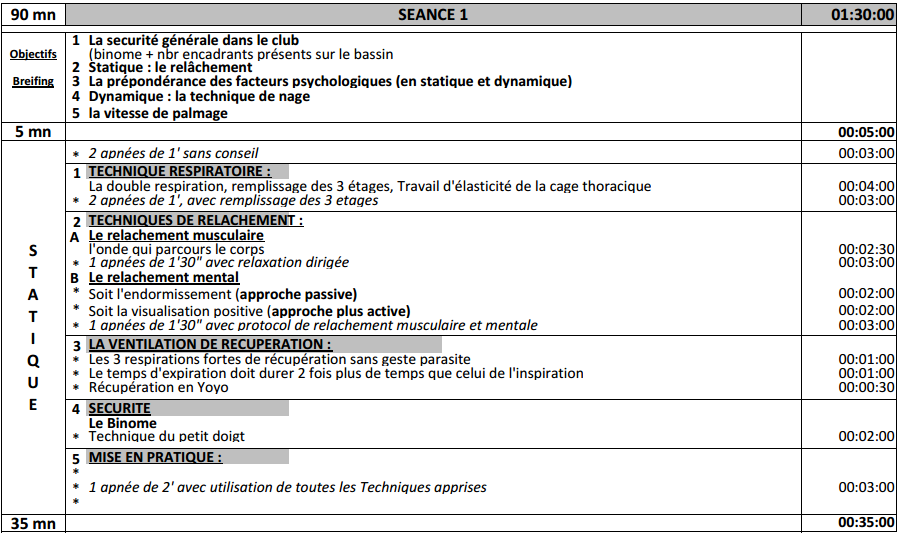 90 mn SEANCE 1 01:30:00
Objectifs
Breifing
1 La securité générale dans le club
(binome + nbr encadrants présents sur le bassin
2 Statique : le relâchement
3 La prépondérance des facteurs psychologiques (en statique et dynamique)
4 Dynamique : la technique de nage
5 la vitesse de palmage
5 mn 00:05:00
STATIQUE
* 2 apnées de 1' sans conseil 00:03:00
1 TECHNIQUE RESPIRATOIRE :
La double respiration, remplissage des 3 étages, Travail d'élasticité de la cage thoracique 00:04:00
* 2 apnées de 1', avec remplissage des 3 etages 00:03:00
2 TECHNIQUES DE RELACHEMENT :
A Le relachement musculaire
l'onde qui parcours le corps 00:02:30
* 1 apnées de 1'30" avec relaxation dirigée 00:03:00
B Le relachement mental
* Soit l'endormissement (approche passive) 00:02:00
* Soit la visualisation positive (approche plus active) 00:02:00
* 1 apnées de 1'30" avec protocol de relachement musculaire et mentale 00:03:00
3 LA VENTILATION DE RECUPERATION :
* Les 3 respirations fortes de récupération sans geste parasite 00:01:00
* Le temps d'expiration doit durer 2 fois plus de temps que celui de l'inspiration 00:01:00
* Récupération en Yoyo 00:00:30
4 SECURITE
Le Binome
* Technique du petit doigt 00:02:00
5 MISE EN PRATIQUE :
*
* 1 apnée de 2' avec utilisation de toutes les Techniques apprises 00:03:00
*
35 mn 00:35:00